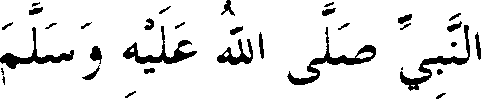 النَّبِيِّ صَلَّى اللهُ عَلَيْهِ وَسَلَّمَ